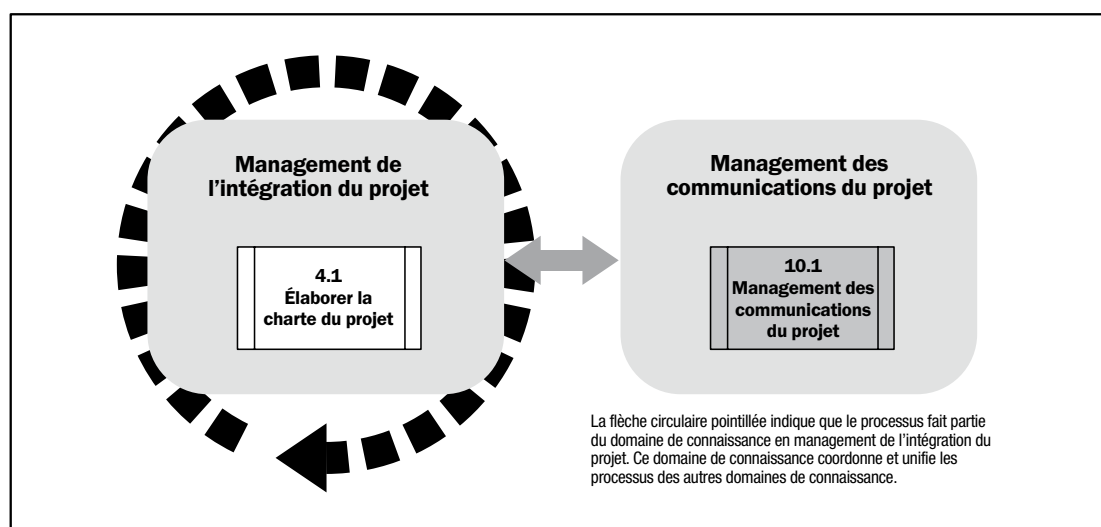 Management de
l’intégration du projet
4.1
Élaborer la
charte du projet
Management des
communications du projet
10.1
Management des
communications
du projet
La flèche circulaire pointillée indique que le processus fait partie
du domaine de connaissance en management de l’intégration du
projet. Ce domaine de connaissance coordonne et unifie les
processus des autres domaines de connaissance.